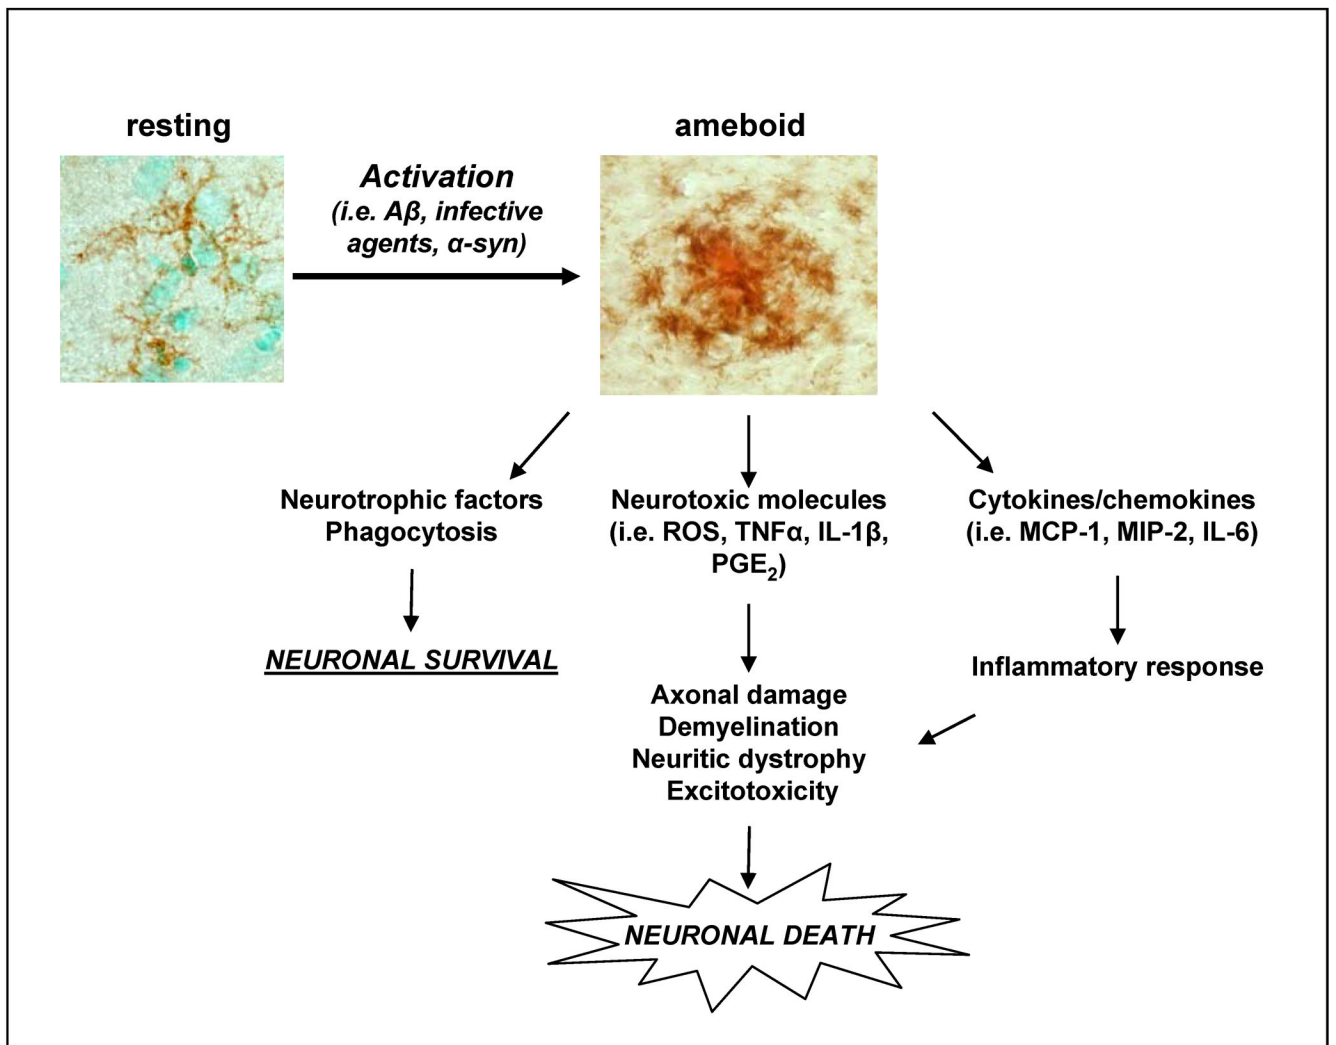 resting
ameboid
Activation
(i.e. Aβ, infective
agents, α-syn)
Neurotrophic factors
Phagocytosis
Neurotoxic molecules
(i.e. ROS, TNFα, IL-1β,
PGE₂)
Cytokines/chemokines
(i.e. MCP-1, MIP-2, IL-6)
NEURONAL SURVIVAL
Inflammatory response
Axonal damage
Demyelination
Neuritic dystrophy
Excitotoxicity
NEURONAL DEATH